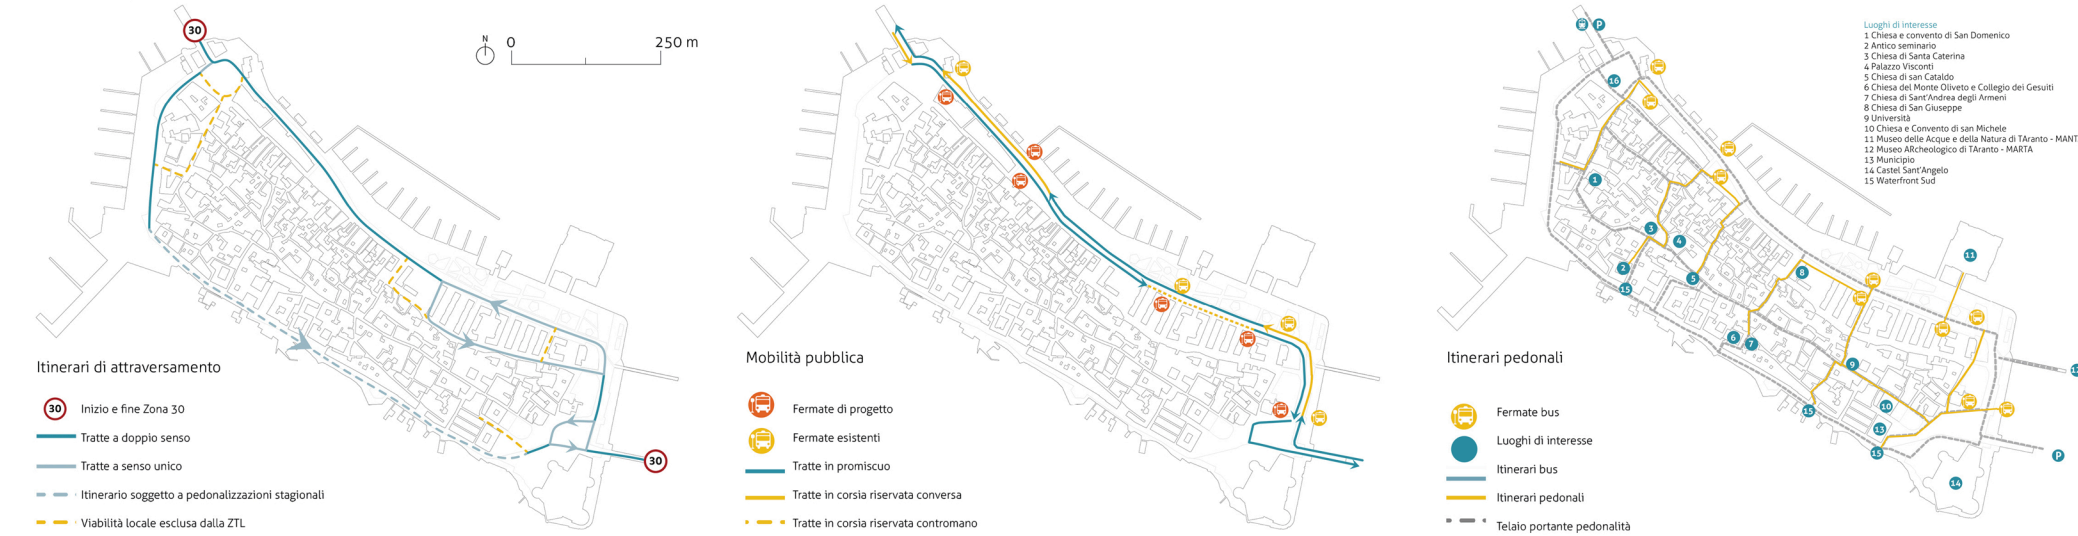 30
N
0 250 m
Itinerari di attraversamento
30 Inizio e fine Zona 30
Tratte a doppio senso
Tratte a senso unico
Itinerario soggetto a pedonalizzazioni stagionali
Viabilità locale esclusa dalla ZTL
30
Mobilità pubblica
Fermate di progetto
Fermate esistenti
Tratte in promiscuo
Tratte in corsia riservata conversa
Tratte in corsia riservata contromano
P
Luoghi di interesse
1 Chiesa e convento di San Domenico
2 Antico seminario
3 Chiesa di Santa Caterina
4 Palazzo Visconti
5 Chiesa di san Cataldo
6 Chiesa del Monte Oliveto e Collegio dei Gesuiti
7 Chiesa di Sant'Andrea degli Armeni
8 Chiesa di San Giuseppe
9 Università
10 Chiesa e Convento di san Michele
11 Museo delle Acque e della Natura di TAranto - MANT
12 Museo ARcheologico di TAranto - MARTA
13 Municipio
14 Castel Sant'Angelo
15 Waterfront Sud
16
1
3
4
2
5
15
8
11
6
7
9
12
15
10
13
15
14
P
Itinerari pedonali
Fermate bus
Luoghi di interesse
Itinerari bus
Itinerari pedonali
Telaio portante pedonalità